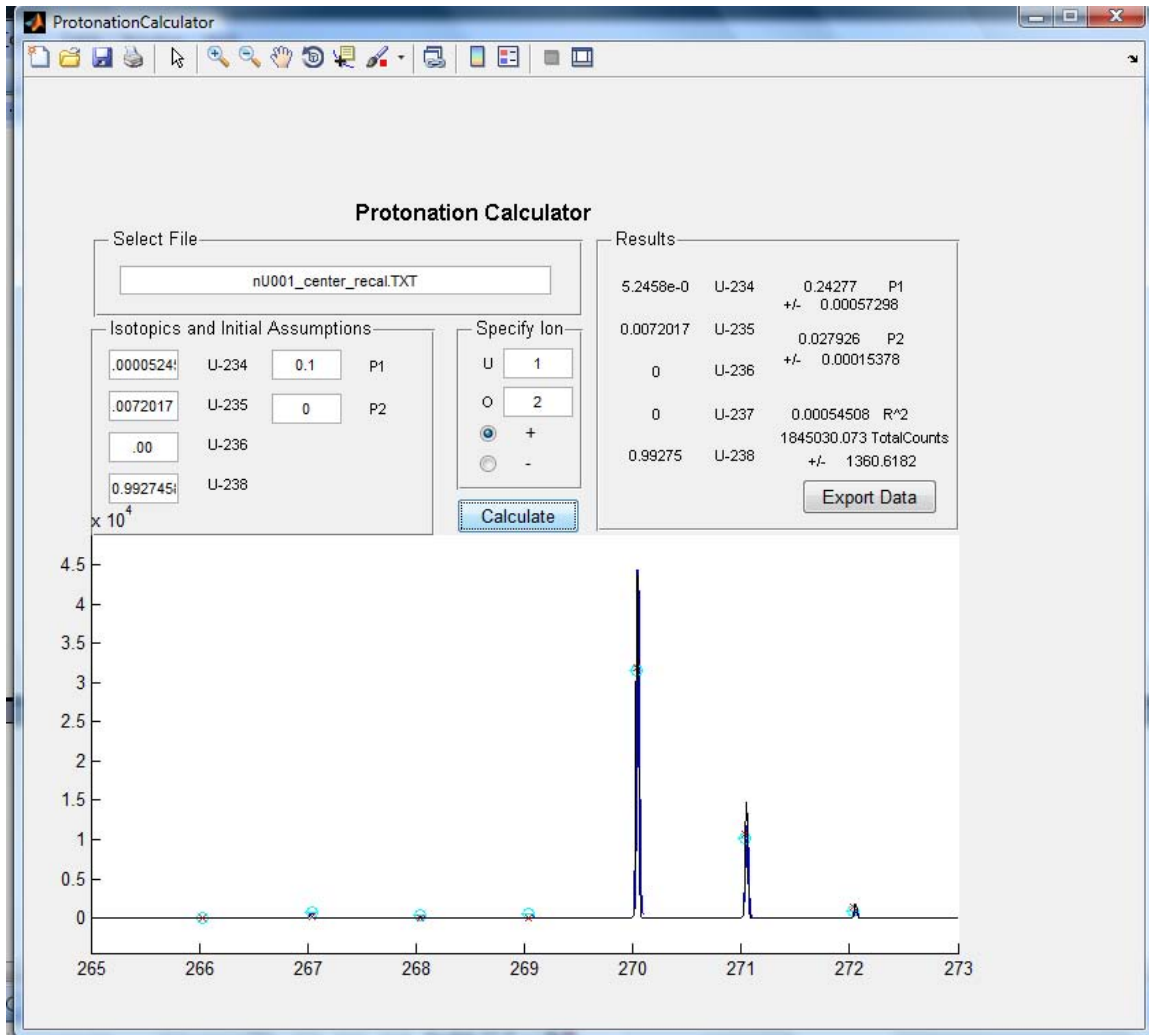 ProtonationCalculator
Protonation Calculator
Select File
nU001_center_recal.TXT
Isotopics and Initial Assumptions
.00005245 U-234 0.1 P1
.0072017 U-235 0 P2
.00 U-236
0.9927458 U-238
Specify Ion
U 1
O 2
+
-
Calculate
Results
5.2458e-0 U-234 0.24277 P1
+/- 0.00057298
0.0072017 U-235 0.027926 P2
+/- 0.00015378
0 U-236
0 U-237 0.00054508 R^2
1845030.073 TotalCounts
0.99275 U-238 +/- 1360.6182
Export Data
x 10^4
4.5
4
3.5
3
2.5
2
1.5
1
0.5
0
265 266 267 268 269 270 271 272 273